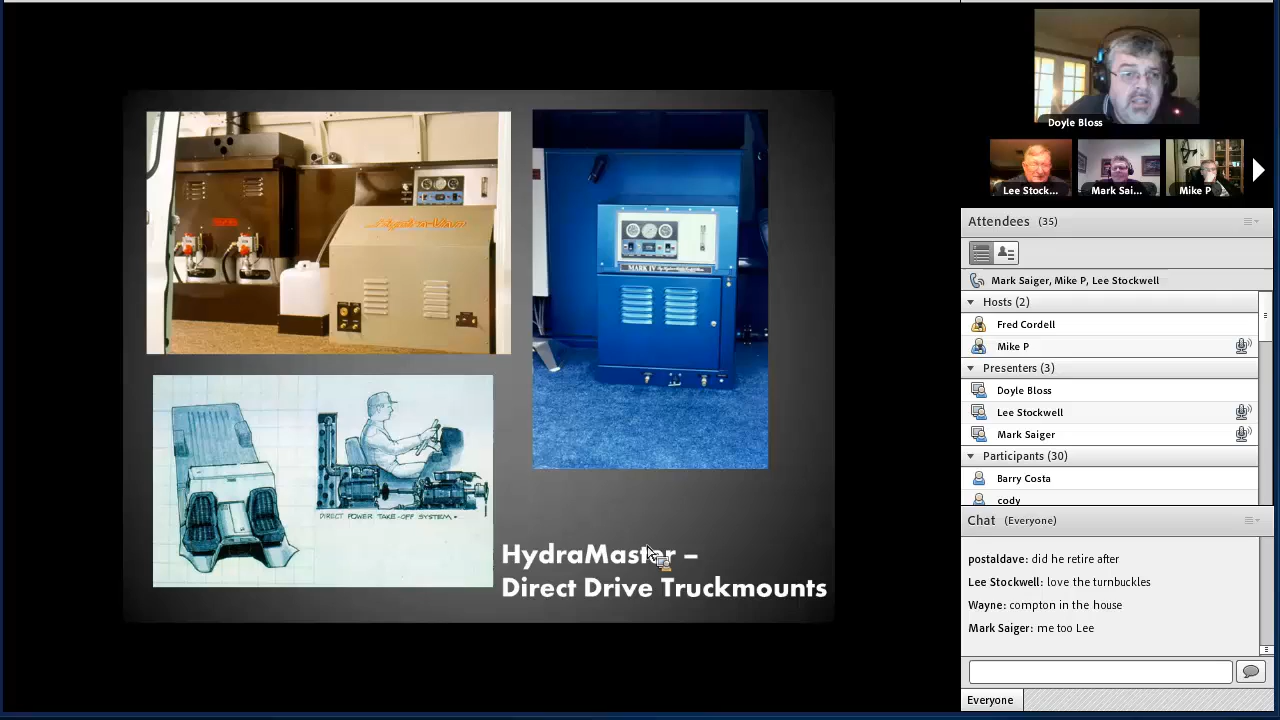 MARK IV
DIRECT POWER TAKE-OFF SYSTEM.
HydraMaster –
Direct Drive Truckmounts
Doyle Bloss
Lee Stock...
Mark Sai...
Mike P
Attendees (35)
Mark Saiger, Mike P, Lee Stockwell
Hosts (2)
Fred Cordell
Mike P
Presenters (3)
Doyle Bloss
Lee Stockwell
Mark Saiger
Participants (30)
Barry Costa
cody
Chat (Everyone)
postaldave: did he retire after
Lee Stockwell: love the turnbuckles
Wayne: compton in the house
Mark Saiger: me too Lee
Everyone